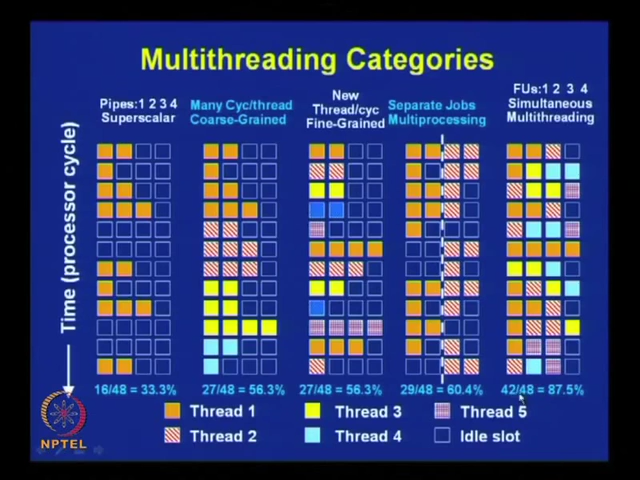 Multithreading Categories
Pipes:1 2 3 4
Superscalar
Many Cyc/thread
Coarse-Grained
New
Thread/cyc
Fine-Grained
Separate Jobs
Multiprocessing
FUs:1 2 3 4
Simultaneous
Multithreading
Time (processor cycle)
16/48 = 33.3%
27/48 = 56.3%
27/48 = 56.3%
29/48 = 60.4%
42/48 = 87.5%
Thread 1
Thread 3
Thread 5
Thread 2
Thread 4
Idle slot
NPTEL